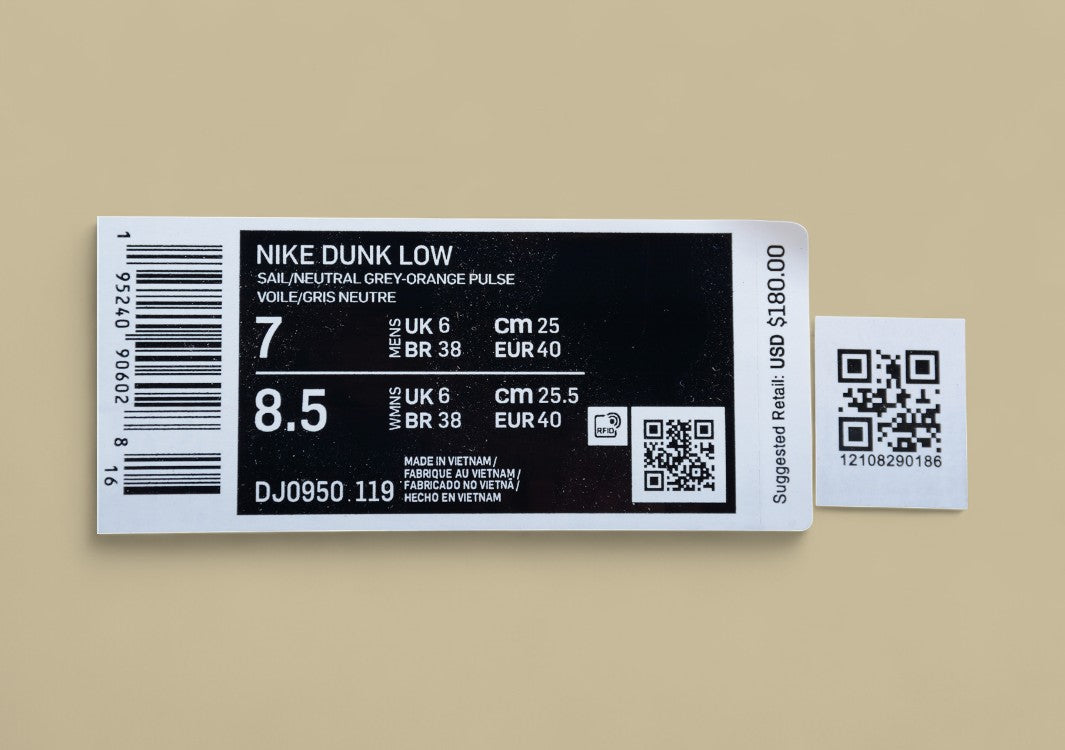 1 95240 90602 8 16
NIKE DUNK LOW
SAIL/NEUTRAL GREY-ORANGE PULSE
VOILE/GRIS NEUTRE
7 MENS UK 6 cm 25
BR 38 EUR 40
8.5 WMNS UK 6 cm 25.5
BR 38 EUR 40
RFID
MADE IN VIETNAM /
FABRIQUE AU VIETNAM /
FABRICADO NO VIETNÃ /
HECHO EN VIETNAM
DJ0950 119
Suggested Retail: USD $180.00
12108290186